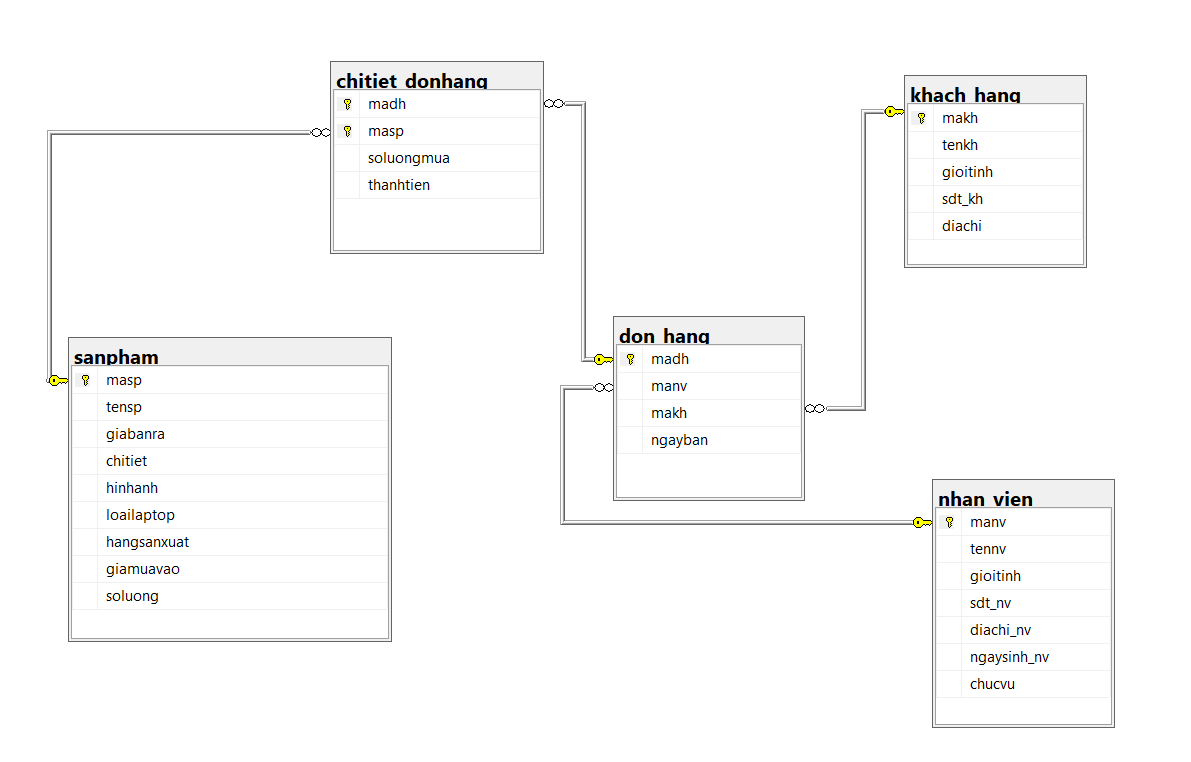 chitiet_donhang
madh
masp
soluongmua
thanhtien
khach_hang
makh
tenkh
gioitinh
sdt_kh
diachi
sanpham
masp
tensp
giabanra
chitiet
hinhanh
loailaptop
hangsanxuat
giamuavao
soluong
don_hang
madh
manv
makh
ngayban
nhan_vien
manv
tennv
gioitinh
sdt_nv
diachi_nv
ngaysinh_nv
chucvu